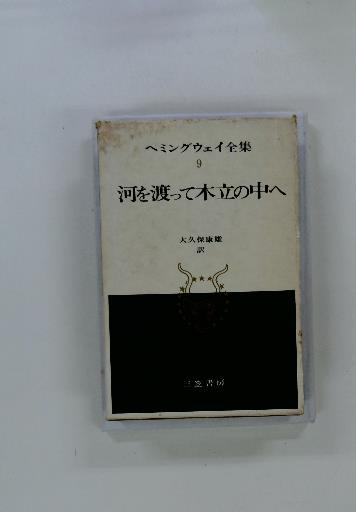 ヘミングウェイ全集
9
河を渡って木立の中へ
大久保康雄
訳
三笠書房